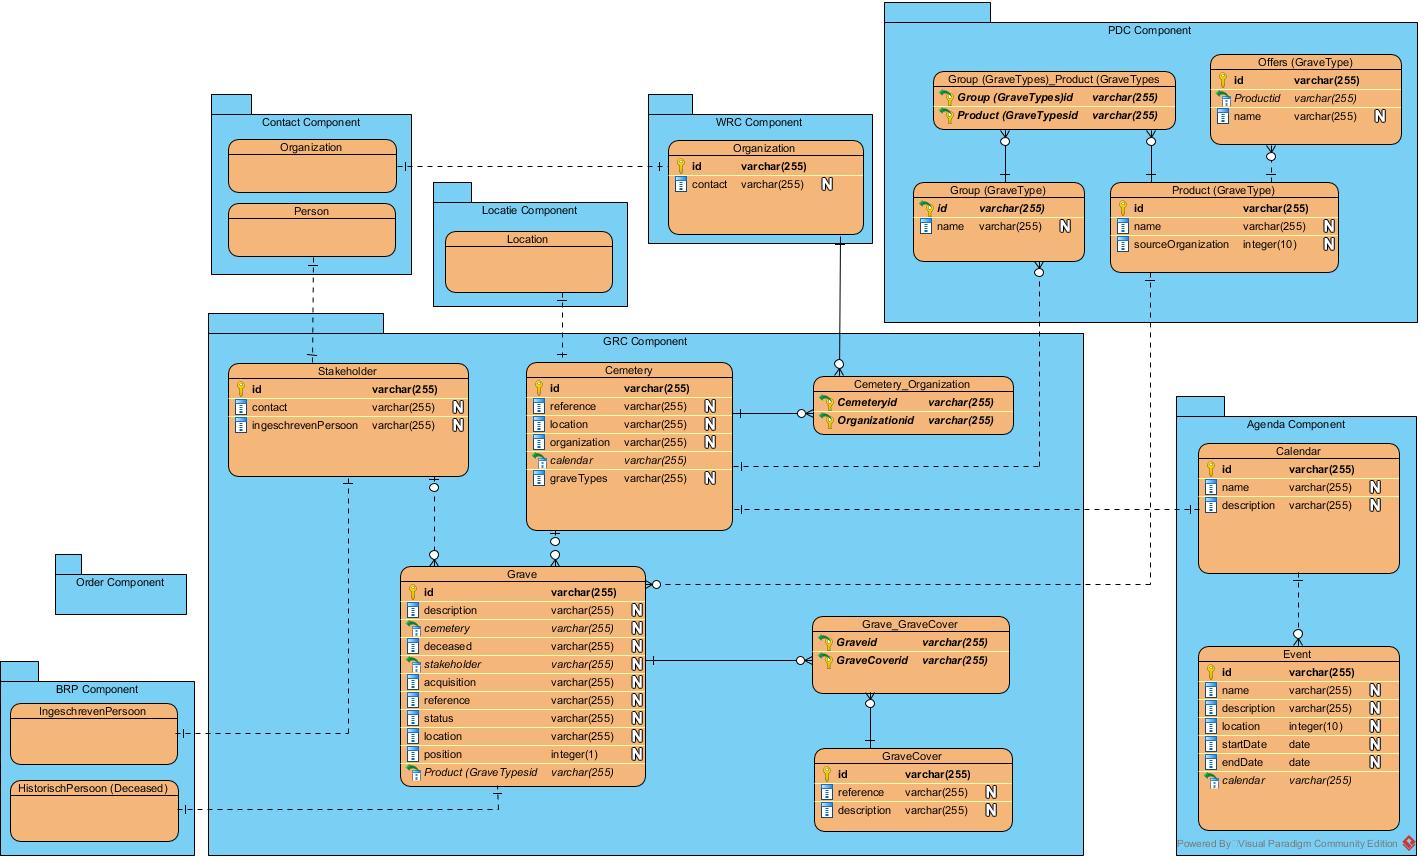 PDC Component
Group (GraveTypes)_Product (GraveTypes
Group (GraveTypes)id varchar(255)
Product (GraveTypesid varchar(255)
Offers (GraveType)
id varchar(255)
Productid varchar(255)
name varchar(255) N
Group (GraveType)
id varchar(255)
name varchar(255) N
Product (GraveType)
id varchar(255)
name varchar(255) N
sourceOrganization integer(10) N
Contact Component
Organization
Person
WRC Component
Organization
id varchar(255)
contact varchar(255) N
Locatie Component
Location
GRC Component
Stakeholder
id varchar(255)
contact varchar(255) N
ingeschrevenPersoon varchar(255) N
Cemetery
id varchar(255)
reference varchar(255) N
location varchar(255) N
organization varchar(255) N
calendar varchar(255)
graveTypes varchar(255) N
Cemetery_Organization
Cemeteryid varchar(255)
Organizationid varchar(255)
Grave
id varchar(255)
description varchar(255) N
cemetery varchar(255) N
deceased varchar(255) N
stakeholder varchar(255) N
acquisition varchar(255) N
reference varchar(255) N
status varchar(255) N
location varchar(255) N
position integer(1) N
Product (GraveTypesid varchar(255)
Grave_GraveCover
Graveid varchar(255)
GraveCoverid varchar(255)
GraveCover
id varchar(255)
reference varchar(255) N
description varchar(255) N
Agenda Component
Calendar
id varchar(255)
name varchar(255) N
description varchar(255) N
Event
id varchar(255)
name varchar(255) N
description varchar(255) N
location integer(10) N
startDate date N
endDate date N
calendar varchar(255)
Order Component
BRP Component
IngeschrevenPersoon
HistorischPersoon (Deceased)
Powered By Visual Paradigm Community Edition